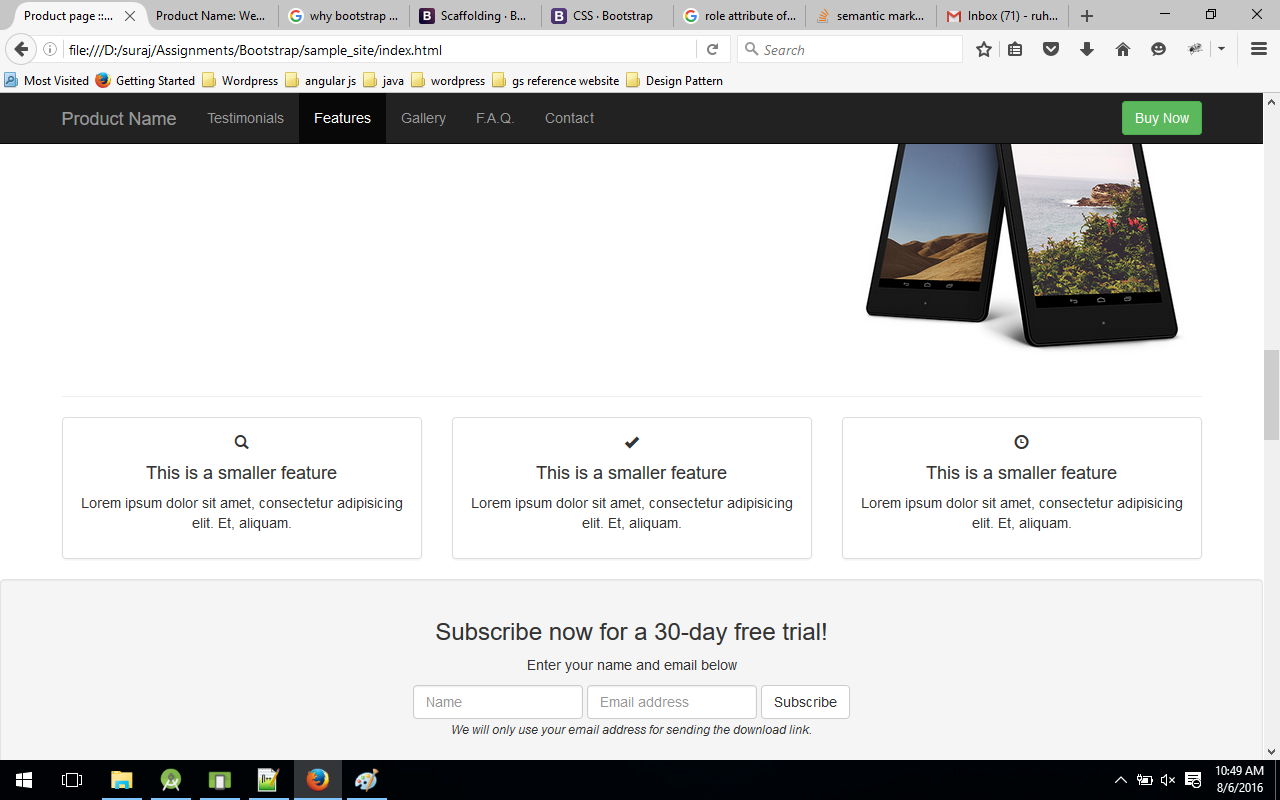 Product page ::...
Product Name: We...
why bootstrap ...
Scaffolding · B...
CSS · Bootstrap
role attribute of...
semantic mark...
Inbox (71) - ruh...
file:///D:/suraj/Assignments/Bootstrap/sample_site/index.html
Search
Most Visited
Getting Started
Wordpress
angular js
java
wordpress
gs reference website
Design Pattern
Product Name
Testimonials
Features
Gallery
F.A.Q.
Contact
Buy Now
This is a smaller feature
Lorem ipsum dolor sit amet, consectetur adipisicing
elit. Et, aliquam.
This is a smaller feature
Lorem ipsum dolor sit amet, consectetur adipisicing
elit. Et, aliquam.
This is a smaller feature
Lorem ipsum dolor sit amet, consectetur adipisicing
elit. Et, aliquam.
Subscribe now for a 30-day free trial!
Enter your name and email below
Name
Email address
Subscribe
We will only use your email address for sending the download link.
10:49 AM
8/6/2016